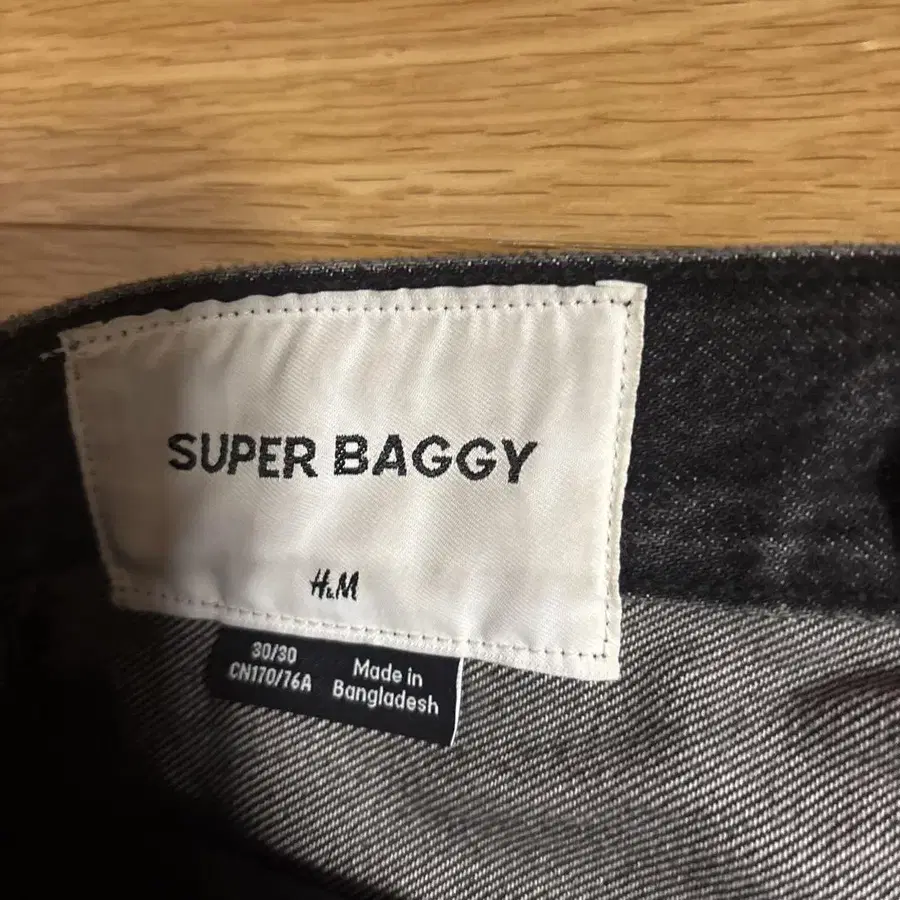 SUPER BAGGY
H&M
30/30
CN170/76A
Made in
Bangladesh